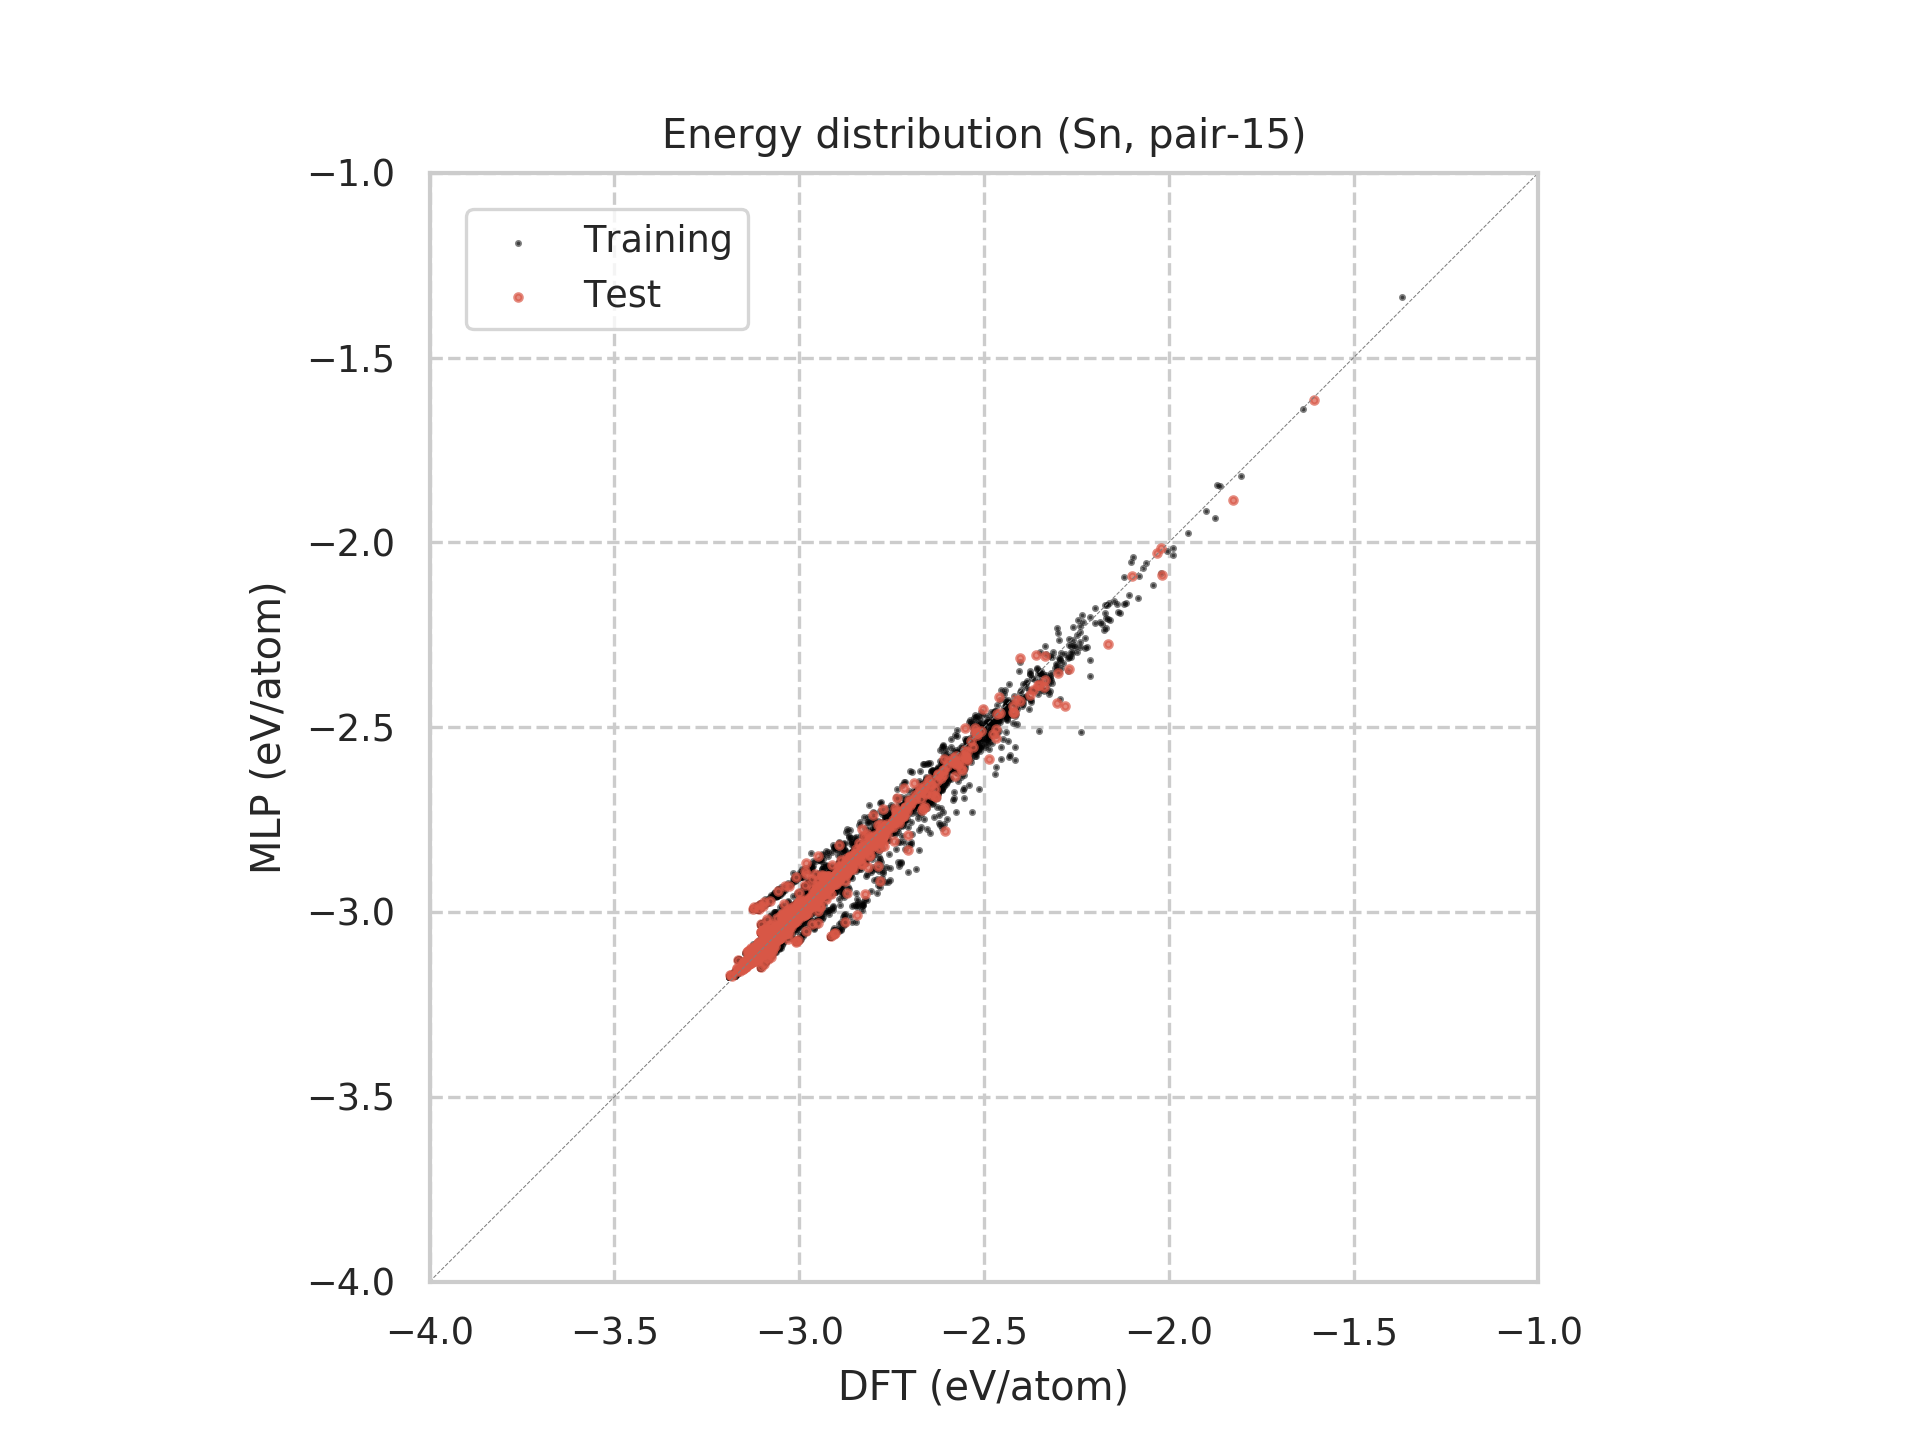 Energy distribution (Sn, pair-15)
−1.0
−1.5
−2.0
−2.5
−3.0
−3.5
−4.0
MLP (eV/atom)
Training
Test
−4.0 −3.5 −3.0 −2.5 −2.0 −1.5 −1.0
DFT (eV/atom)